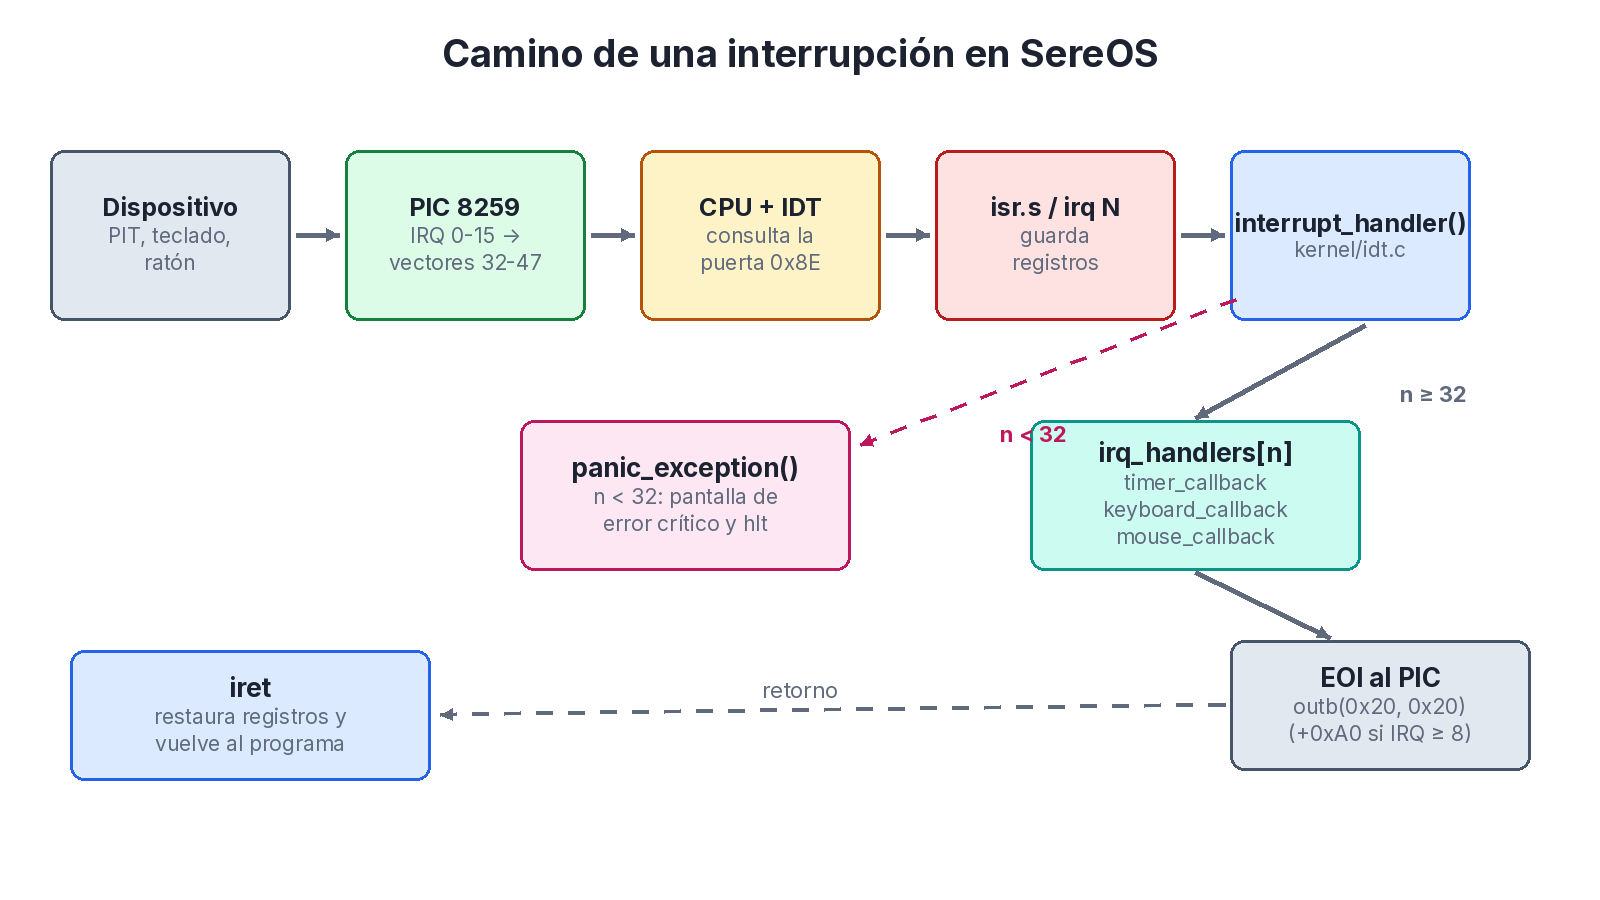 Camino de una interrupción en SereOS
Dispositivo
PIT, teclado,
ratón
PIC 8259
IRQ 0-15 →
vectores 32-47
CPU + IDT
consulta la
puerta 0x8E
isr.s / irq N
guarda
registros
interrupt_handler()
kernel/idt.c
n ≥ 32
n < 32
panic_exception()
n < 32: pantalla de
error crítico y hlt
irq_handlers[n]
timer_callback
keyboard_callback
mouse_callback
iret
restaura registros y
vuelve al programa
retorno
EOI al PIC
outb(0x20, 0x20)
(+0xA0 si IRQ ≥ 8)